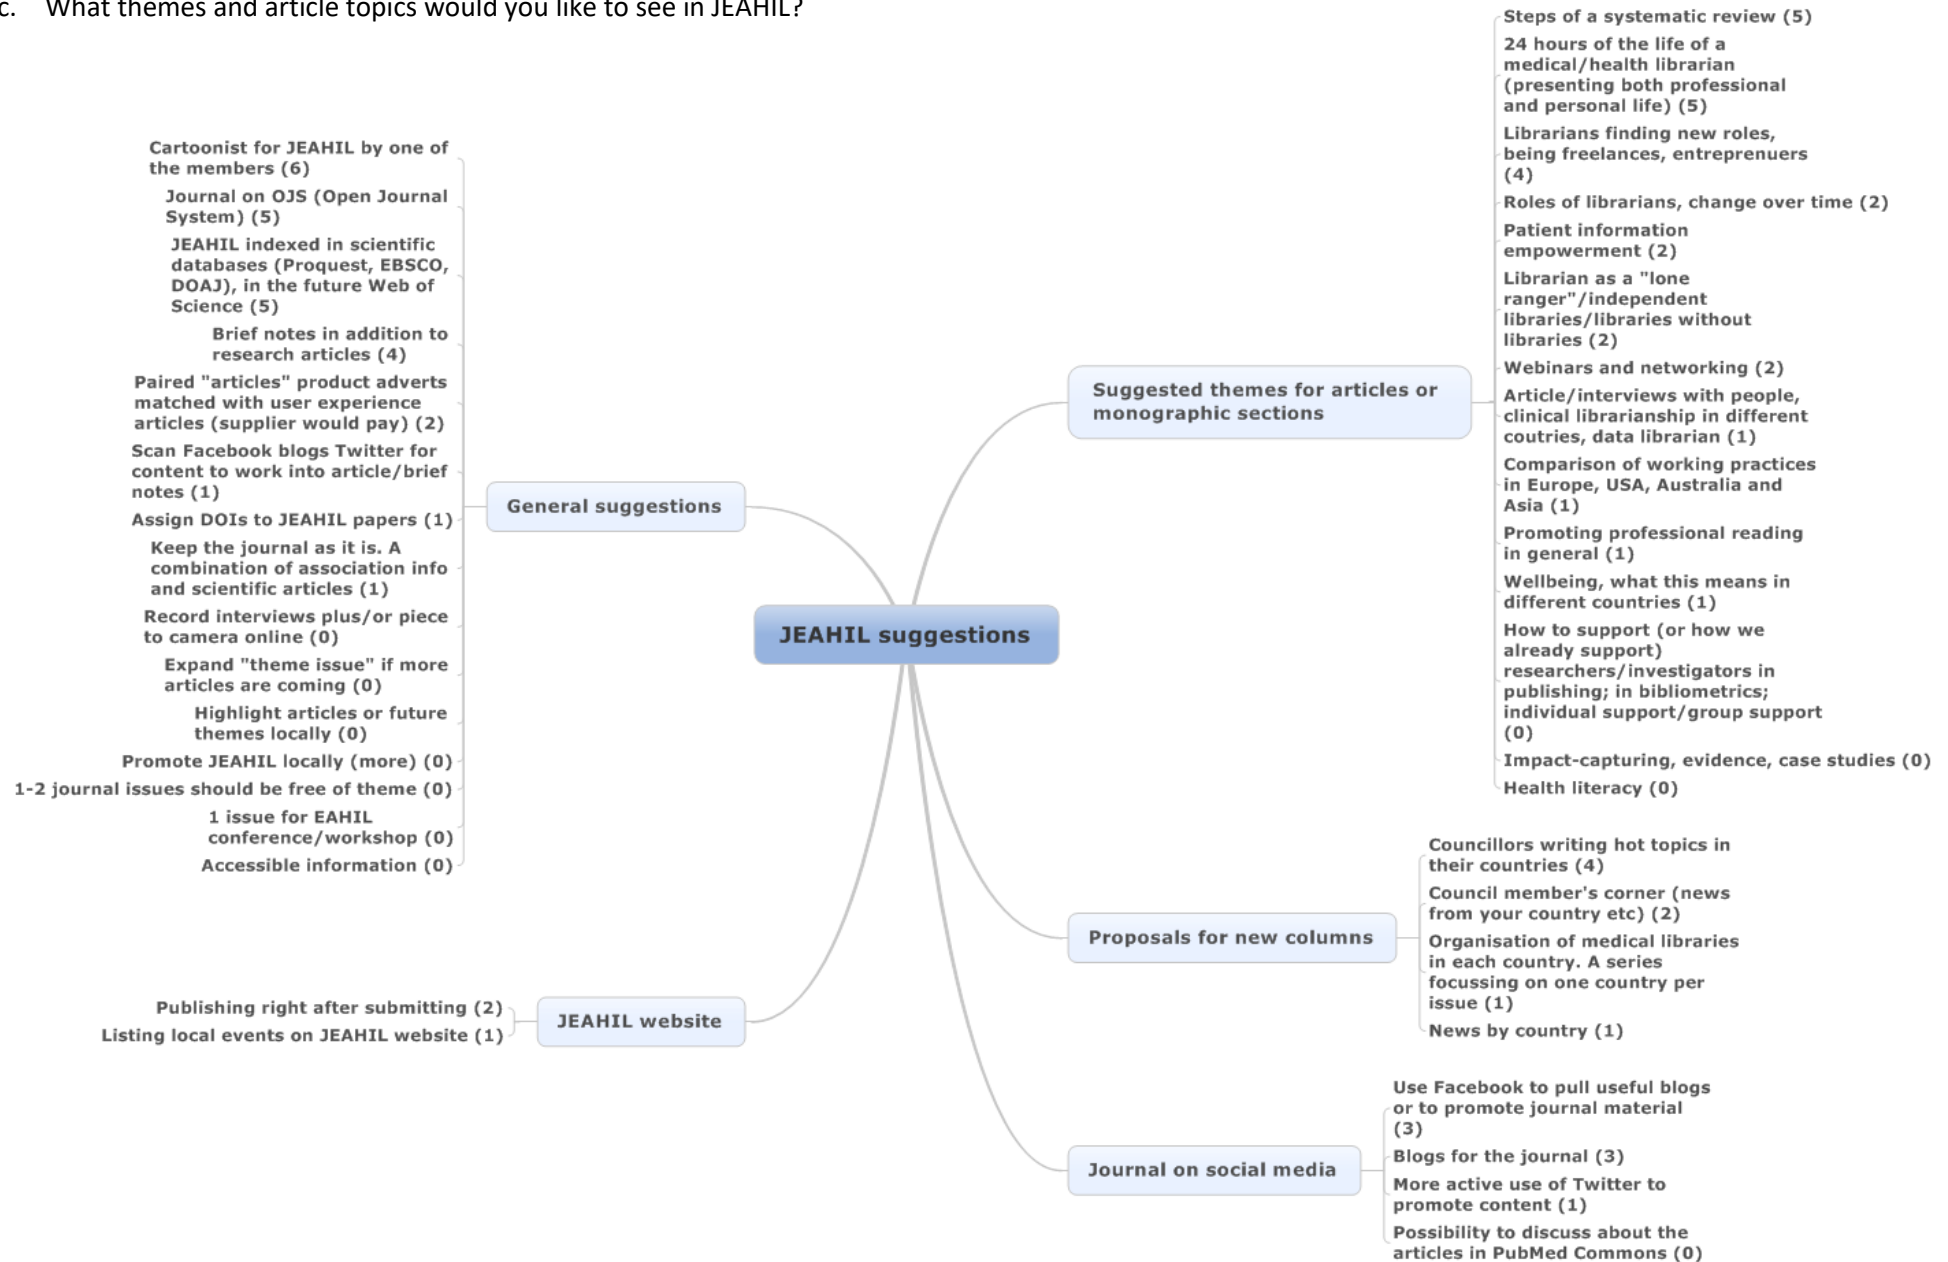 c. What themes and article topics would you like to see in JEAHIL?
JEAHIL suggestions
Suggested themes for articles or
monographic sections
Steps of a systematic review (5)
24 hours of the life of a
medical/health librarian
(presenting both professional
and personal life) (5)
Librarians finding new roles,
being freelances, entreprenuers
(4)
Roles of librarians, change over time (2)
Patient information
empowerment (2)
Librarian as a "lone
ranger"/independent
libraries/libraries without
libraries (2)
Webinars and networking (2)
Article/interviews with people,
clinical librarianship in different
coutries, data librarian (1)
Comparison of working practices
in Europe, USA, Australia and
Asia (1)
Promoting professional reading
in general (1)
Wellbeing, what this means in
different countries (1)
How to support (or how we
already support)
researchers/investigators in
publishing; in bibliometrics;
individual support/group support
(0)
Impact-capturing, evidence, case studies (0)
Health literacy (0)
Proposals for new columns
Councillors writing hot topics in
their countries (4)
Council member's corner (news
from your country etc) (2)
Organisation of medical libraries
in each country. A series
focussing on one country per
issue (1)
News by country (1)
Journal on social media
Use Facebook to pull useful blogs
or to promote journal material
(3)
Blogs for the journal (3)
More active use of Twitter to
promote content (1)
Possibility to discuss about the
articles in PubMed Commons (0)
General suggestions
Cartoonist for JEAHIL by one of
the members (6)
Journal on OJS (Open Journal
System) (5)
JEAHIL indexed in scientific
databases (Proquest, EBSCO,
DOAJ), in the future Web of
Science (5)
Brief notes in addition to
research articles (4)
Paired "articles" product adverts
matched with user experience
articles (supplier would pay) (2)
Scan Facebook blogs Twitter for
content to work into article/brief
notes (1)
Assign DOIs to JEAHIL papers (1)
Keep the journal as it is. A
combination of association info
and scientific articles (1)
Record interviews plus/or piece
to camera online (0)
Expand "theme issue" if more
articles are coming (0)
Highlight articles or future
themes locally (0)
Promote JEAHIL locally (more) (0)
1-2 journal issues should be free of theme (0)
1 issue for EAHIL
conference/workshop (0)
Accessible information (0)
JEAHIL website
Publishing right after submitting (2)
Listing local events on JEAHIL website (1)